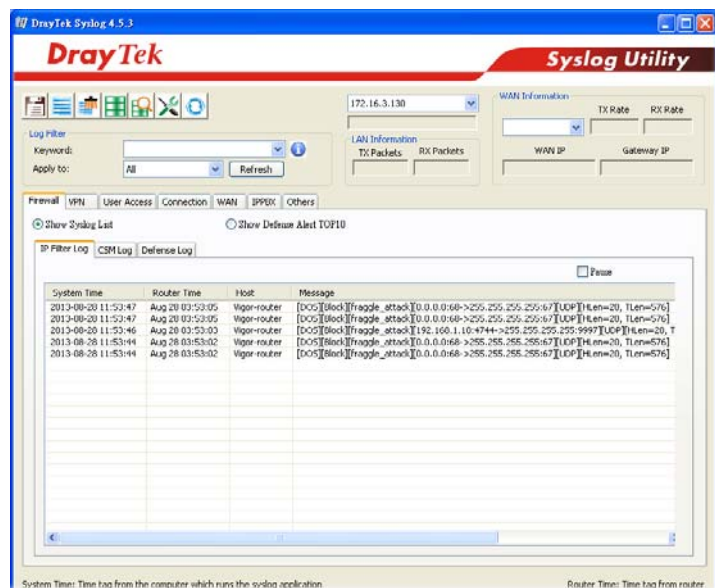 DrayTek Syslog 4.5.3
DrayTek
Syslog Utility
172.16.3.130
WAN Information
TX Rate RX Rate
Log Filter
Keyword:
LAN Information
TX Packets RX Packets
WAN IP Gateway IP
Apply to: All Refresh
Firewall VPN User Access Connection WAN IPPBX Others
Show Syslog List Show Defense Alert TOP10
IP Filter Log CSM Log Defense Log
Pause
System Time Router Time Host Message
2013-08-28 11:53:47 Aug 28 03:53:05 Vigor-router [DOS][Block][fraggle_attack][0.0.0.0:68->255.255.255.255:67][UDP][HLen=20, TLen=576]
2013-08-28 11:53:47 Aug 28 03:53:05 Vigor-router [DOS][Block][fraggle_attack][0.0.0.0:68->255.255.255.255:67][UDP][HLen=20, TLen=576]
2013-08-28 11:53:46 Aug 28 03:53:03 Vigor-router [DOS][Block][fraggle_attack][192.168.1.10:4744->255.255.255.255:9997][UDP][HLen=20, T
2013-08-28 11:53:44 Aug 28 03:53:02 Vigor-router [DOS][Block][fraggle_attack][0.0.0.0:68->255.255.255.255:67][UDP][HLen=20, TLen=576]
2013-08-28 11:53:44 Aug 28 03:53:02 Vigor-router [DOS][Block][fraggle_attack][0.0.0.0:68->255.255.255.255:67][UDP][HLen=20, TLen=576]
System Time: Time tag from the computer which runs the syslog application Router Time: Time tag from router